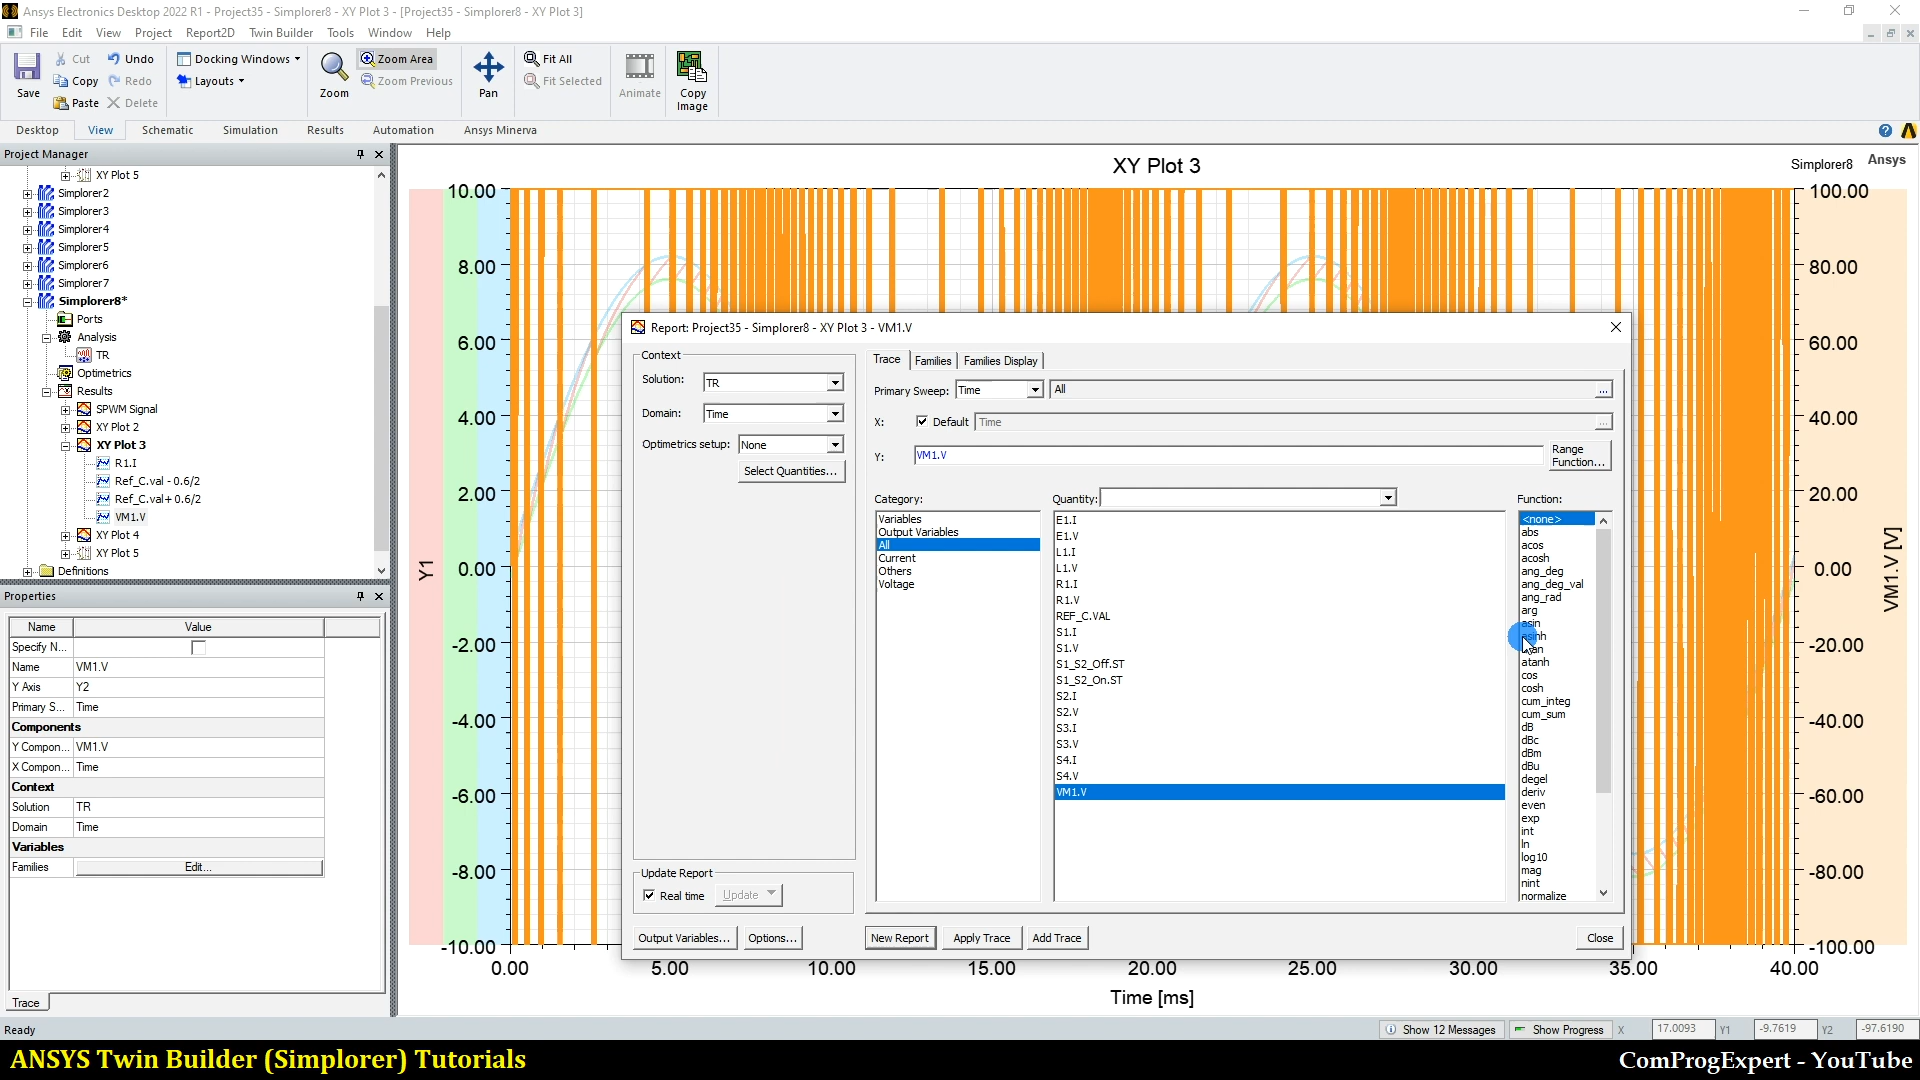 Ansys Electronics Desktop 2022 R1 - Project35 - Simplorer8 - XY Plot 3 - [Project35 - Simplorer8 - XY Plot 3]
File Edit View Project Report2D Twin Builder Tools Window Help
Save
Cut
Copy
Paste
Undo
Redo
Delete
Docking Windows
Layouts
Zoom
Zoom Area
Zoom Previous
Pan
Fit All
Fit Selected
Animate
Copy
Image
Desktop View Schematic Simulation Results Automation Ansys Minerva
Project Manager
XY Plot 5
Simplorer2
Simplorer3
Simplorer4
Simplorer5
Simplorer6
Simplorer7
Simplorer8*
Ports
Analysis
TR
Optimetrics
Results
SPWM Signal
XY Plot 2
XY Plot 3
R1.I
Ref_C.val - 0.6/2
Ref_C.val+ 0.6/2
VM1.V
XY Plot 4
XY Plot 5
Definitions
Properties
Name Value
Specify N...
Name VM1.V
Y Axis Y2
Primary S... Time
Components
Y Compon... VM1.V
X Compon... Time
Context
Solution TR
Domain Time
Variables
Families Edit...
Trace
XY Plot 3
Simplorer8 Ansys
10.00
8.00
6.00
4.00
2.00
0.00
-2.00
-4.00
-6.00
-8.00
-10.00
Y1
100.00
80.00
60.00
40.00
20.00
0.00
-20.00
-40.00
-60.00
-80.00
-100.00
VM1.V [V]
0.00 5.00 10.00 15.00 20.00 25.00 30.00 35.00 40.00
Time [ms]
Report: Project35 - Simplorer8 - XY Plot 3 - VM1.V
Context
Solution: TR
Domain: Time
Optimetrics setup: None
Select Quantities...
Update Report
Real time Update
Output Variables... Options...
Trace Families Families Display
Primary Sweep: Time All ...
X: Default Time ...
Y: VM1.V
Range
Function...
Category:
Variables
Output Variables
All
Current
Others
Voltage
Quantity:
E1.I
E1.V
L1.I
L1.V
R1.I
R1.V
REF_C.VAL
S1.I
S1.V
S1_S2_Off.ST
S1_S2_On.ST
S2.I
S2.V
S3.I
S3.V
S4.I
S4.V
VM1.V
Function:
<none>
abs
acos
acosh
ang_deg
ang_deg_val
ang_rad
arg
asin
asinh
atanh
cos
cosh
cum_integ
cum_sum
dB
dBc
dBm
dBu
degel
deriv
even
exp
int
ln
log10
mag
nint
normalize
New Report Apply Trace Add Trace Close
Ready
Show 12 Messages Show Progress X 17.0093 Y1 -9.7619 Y2 -97.6190
ANSYS Twin Builder (Simplorer) Tutorials
ComProgExpert - YouTube